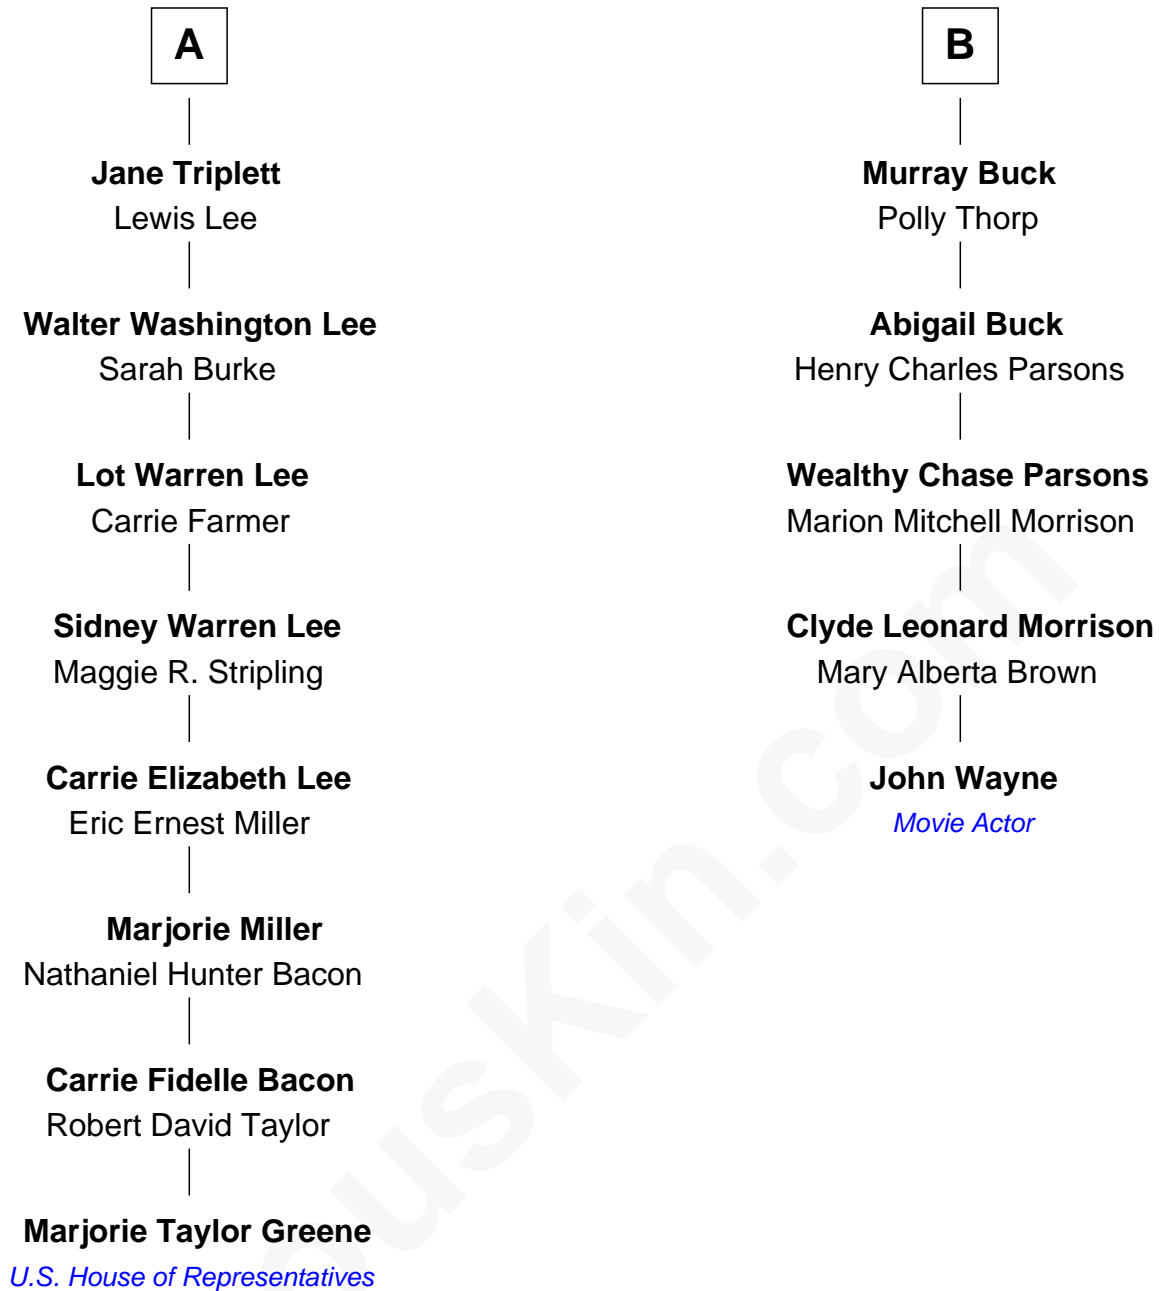 A
Jane Triplett
Lewis Lee
Walter Washington Lee
Sarah Burke
Lot Warren Lee
Carrie Farmer
Sidney Warren Lee
Maggie R. Stripling
Carrie Elizabeth Lee
Eric Ernest Miller
Marjorie Miller
Nathaniel Hunter Bacon
Carrie Fidelle Bacon
Robert David Taylor
Marjorie Taylor Greene
U.S. House of Representatives
B
Murray Buck
Polly Thorp
Abigail Buck
Henry Charles Parsons
Wealthy Chase Parsons
Marion Mitchell Morrison
Clyde Leonard Morrison
Mary Alberta Brown
John Wayne
Movie Actor
ousKin.com